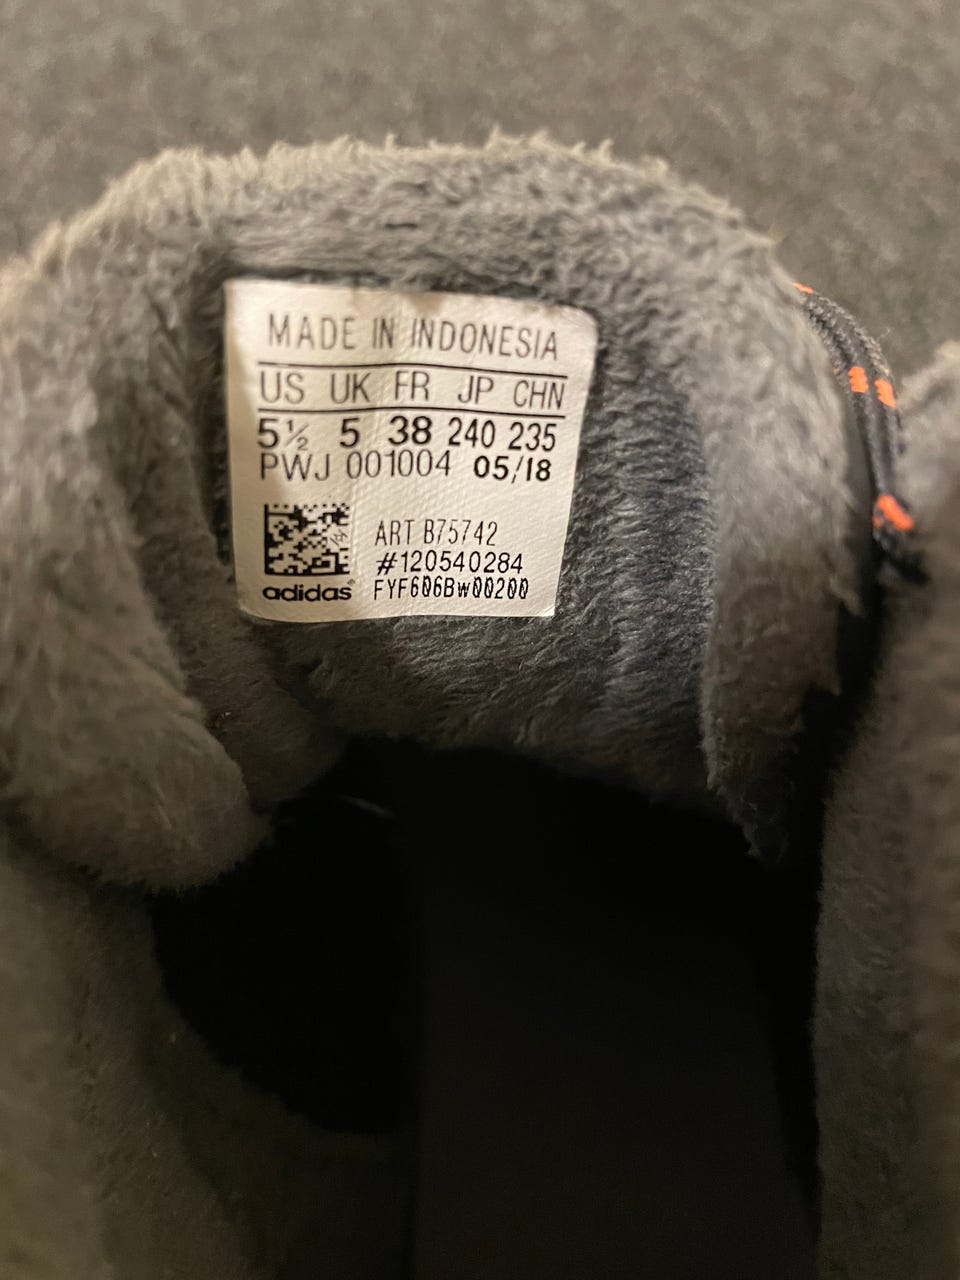 MADE IN INDONESIA
US UK FR JP CHN
5½ 5 38 240 235
PWJ 001004 05/18
ART B75742
#120540284
adidas® FYF606BW00200